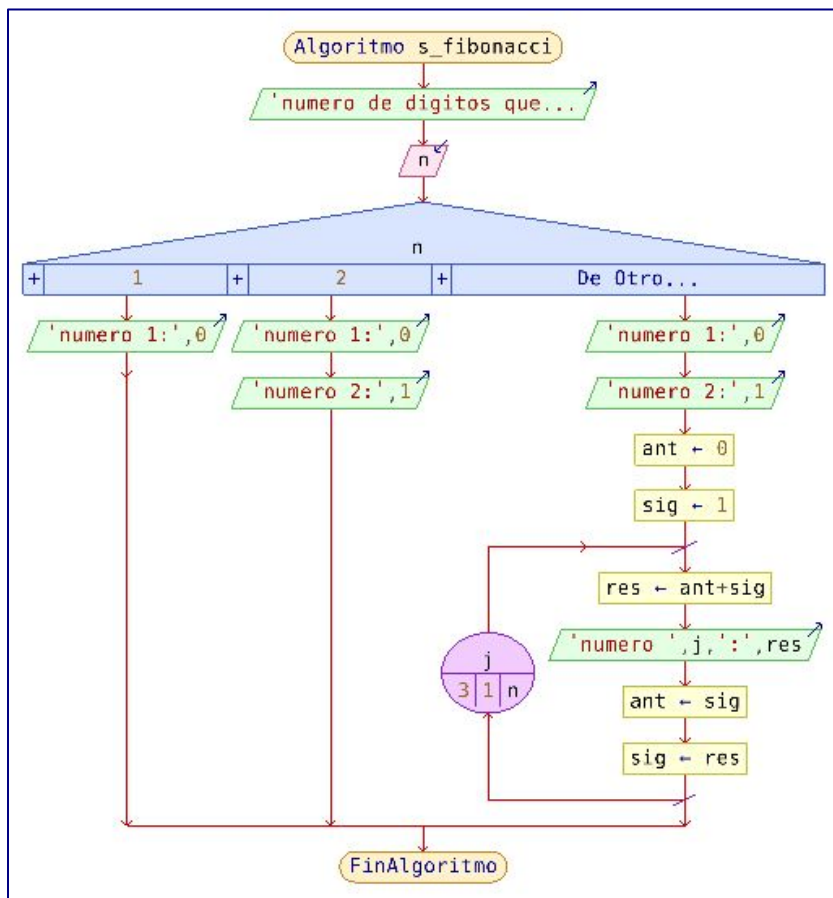 Algoritmo s_fibonacci
'numero de digitos que...
n
n
+ 1 + 2 + De Otro...
'numero 1:',0
'numero 1:',0
'numero 1:',0
'numero 2:',1
'numero 2:',1
ant ← 0
sig ← 1
res ← ant+sig
'numero ',j,':',res
j
3 1 n
ant ← sig
sig ← res
FinAlgoritmo